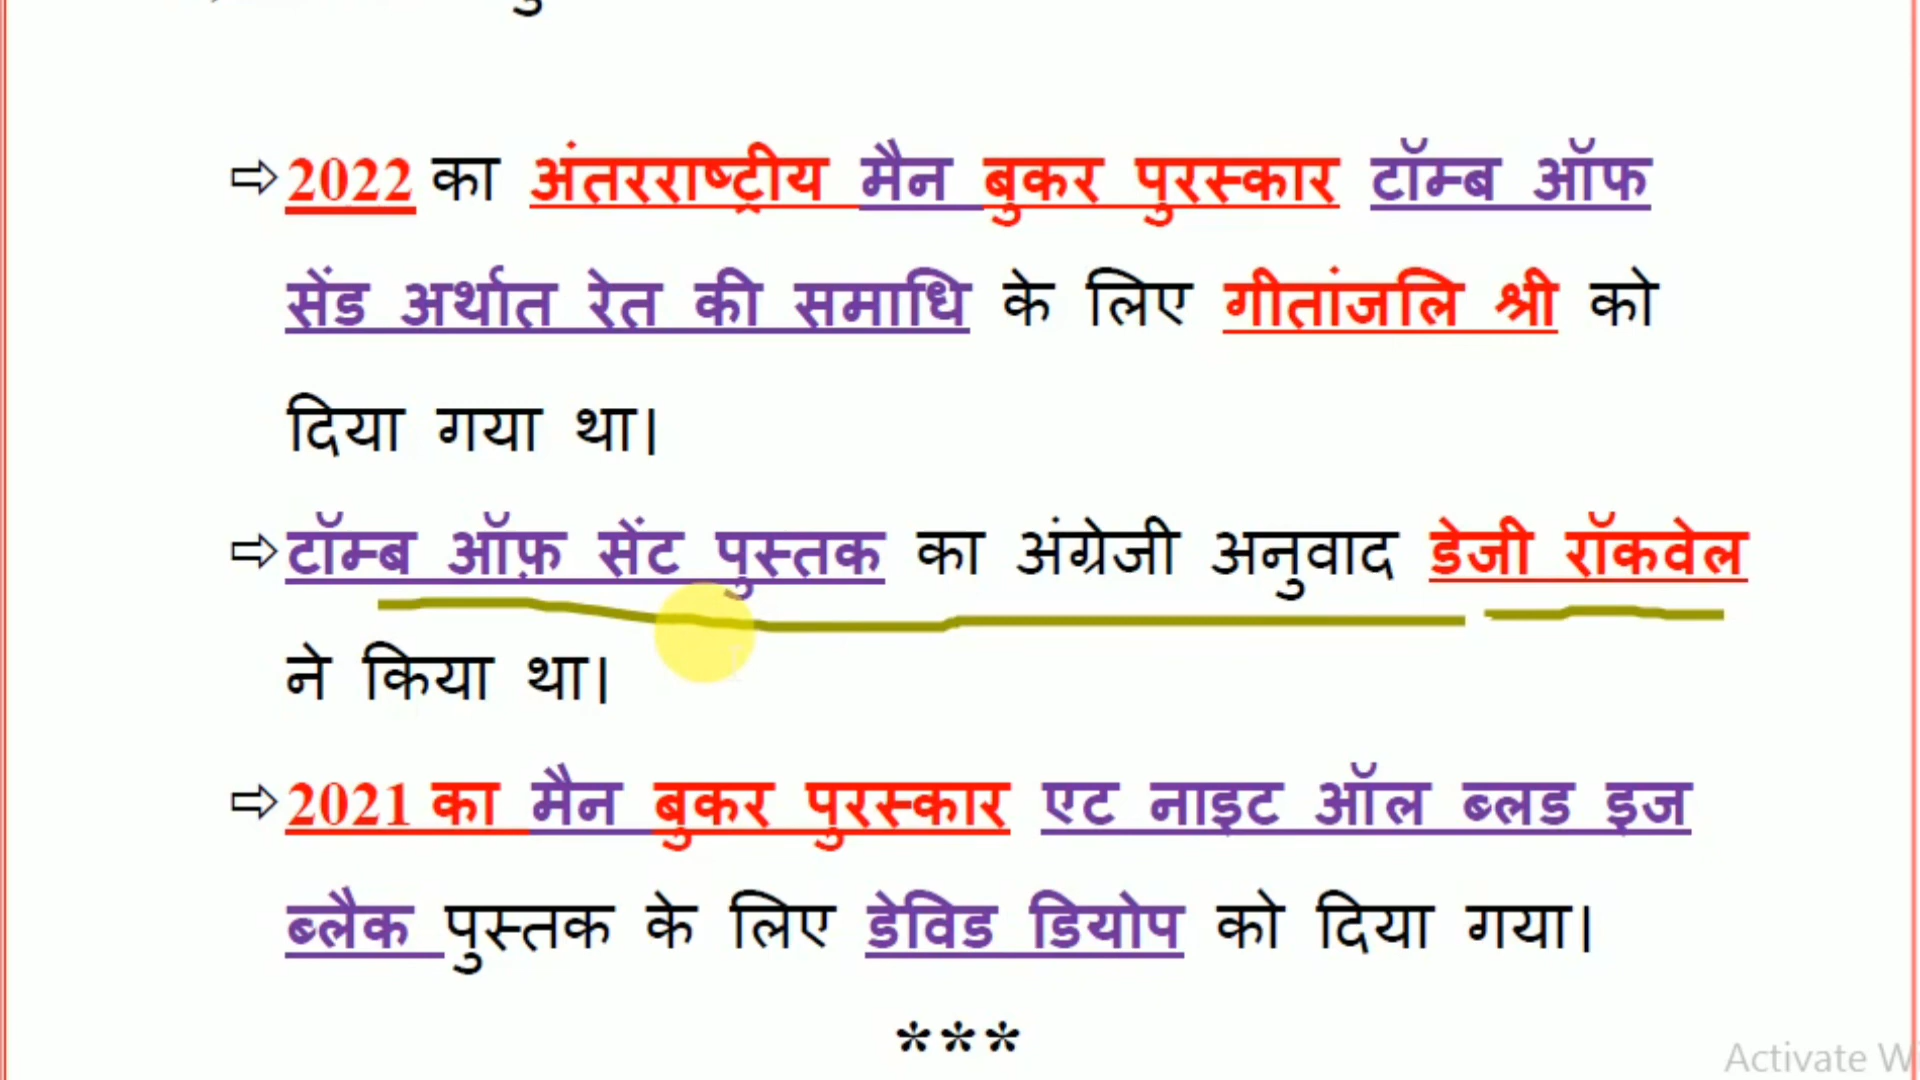 ⇨2022 का अंतरराष्ट्रीय मैन बुकर पुरस्कार टॉम्ब ऑफ
सेंड अर्थात रेत की समाधि के लिए गीतांजलि श्री को
दिया गया था।
⇨टॉम्ब ऑफ़ सेंट पुस्तक का अंग्रेजी अनुवाद डेजी रॉकवेल
ने किया था।
⇨2021 का मैन बुकर पुरस्कार एट नाइट ऑल ब्लड इज
ब्लैक पुस्तक के लिए डेविड डियोप को दिया गया।
***
Activate W